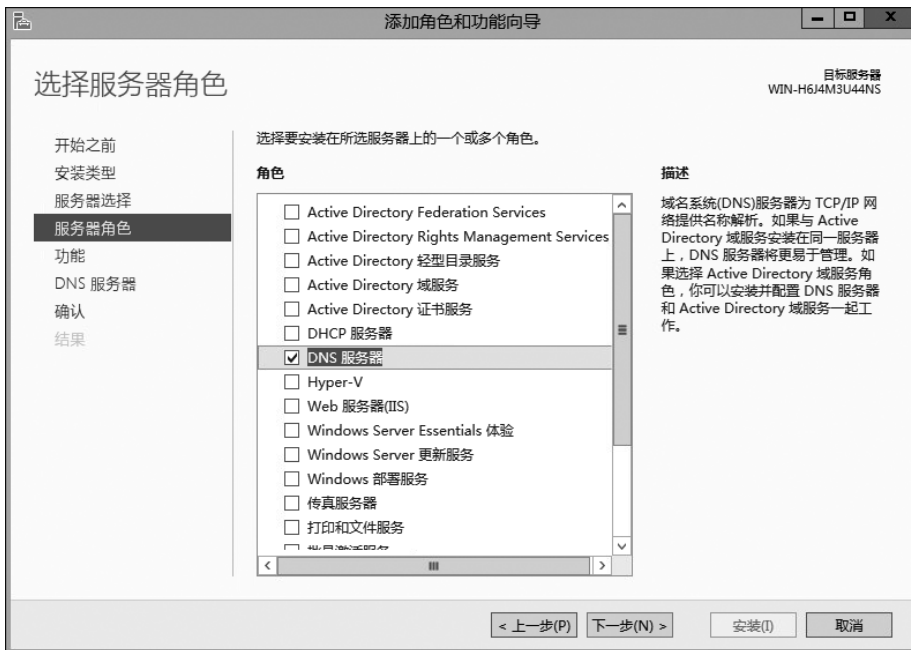 添加角色和功能向导
选择服务器角色
目标服务器
WIN-H6J4M3U44NS
开始之前
安装类型
服务器选择
服务器角色
功能
DNS 服务器
确认
结果
选择要安装在所选服务器上的一个或多个角色。
角色
Active Directory Federation Services
Active Directory Rights Management Services
Active Directory 轻型目录服务
Active Directory 域服务
Active Directory 证书服务
DHCP 服务器
DNS 服务器
Hyper-V
Web 服务器(IIS)
Windows Server Essentials 体验
Windows Server 更新服务
Windows 部署服务
传真服务器
打印和文件服务
描述
域名系统(DNS)服务器为 TCP/IP 网
络提供名称解析。如果与 Active
Directory 域服务安装在同一服务器
上，DNS 服务器将更易于管理。如
果选择 Active Directory 域服务角
色，你可以安装并配置 DNS 服务器
和 Active Directory 域服务一起工
作。
< 上一步(P)
下一步(N) >
安装(I)
取消